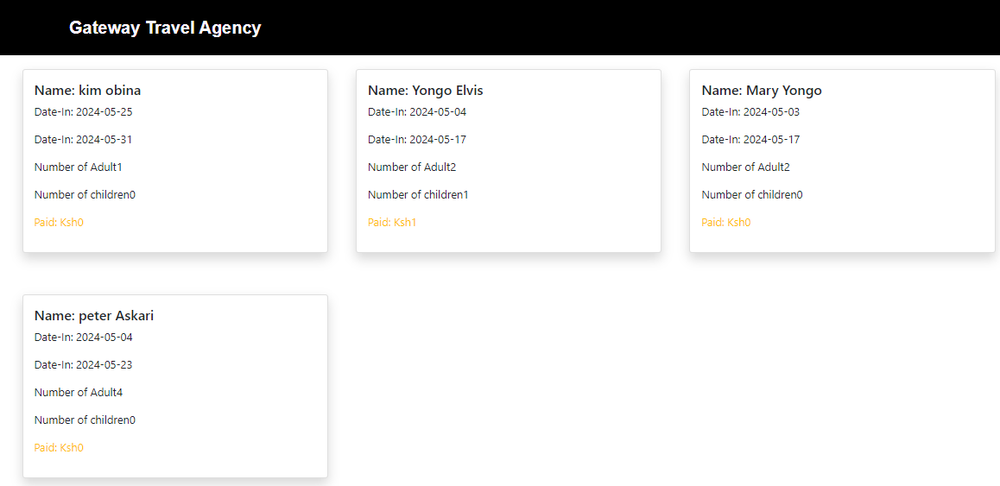 Gateway Travel Agency
Name: kim obina
Date-In: 2024-05-25
Date-In: 2024-05-31
Number of Adult1
Number of children0
Paid: Ksh0
Name: Yongo Elvis
Date-In: 2024-05-04
Date-In: 2024-05-17
Number of Adult2
Number of children1
Paid: Ksh1
Name: Mary Yongo
Date-In: 2024-05-03
Date-In: 2024-05-17
Number of Adult2
Number of children0
Paid: Ksh0
Name: peter Askari
Date-In: 2024-05-04
Date-In: 2024-05-23
Number of Adult4
Number of children0
Paid: Ksh0